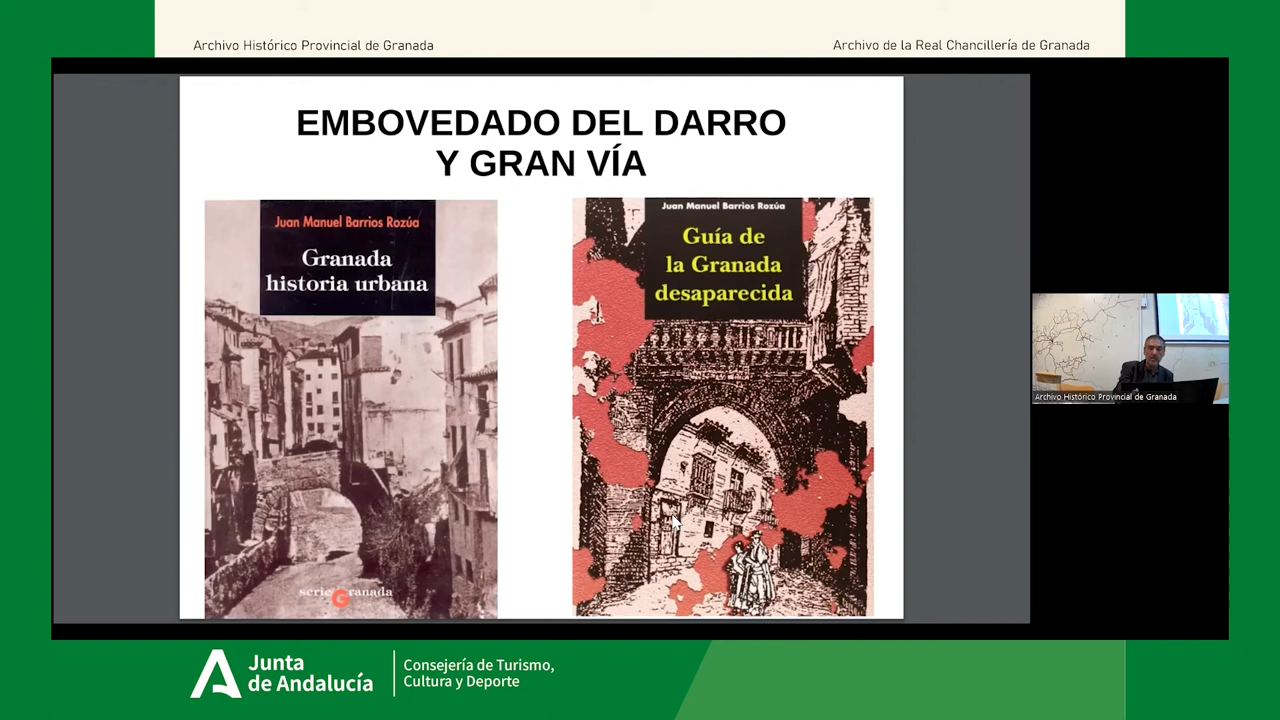 Archivo Histórico Provincial de Granada
Archivo de la Real Chancillería de Granada
EMBOVEDADO DEL DARRO
Y GRAN VÍA
Juan Manuel Barrios Rozúa
Granada
historia urbana
serie Granada
Juan Manuel Barrios Rozúa
Guía de
la Granada
desaparecida
Archivo Histórico Provincial de Granada
Junta
de Andalucía
Consejería de Turismo,
Cultura y Deporte